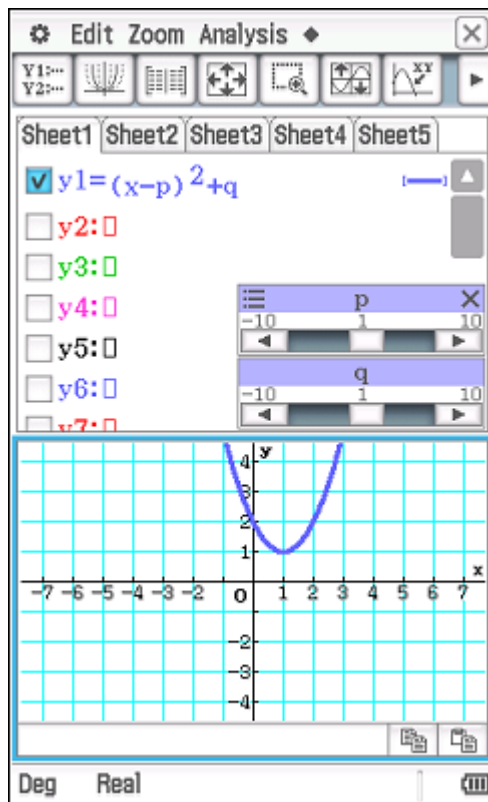 Edit Zoom Analysis ◆
Y1:··· Y2:··· XY
Sheet1 Sheet2 Sheet3 Sheet4 Sheet5
y1=(x-p)²+q
y2:▯
y3:▯
y4:▯
y5:▯
y6:▯
y7:▯
p
-10 1 10
q
-10 1 10
y
4
3
2
1
x
-7 -6 -5 -4 -3 -2 0 1 2 3 4 5 6 7
-2
-3
-4
Deg Real